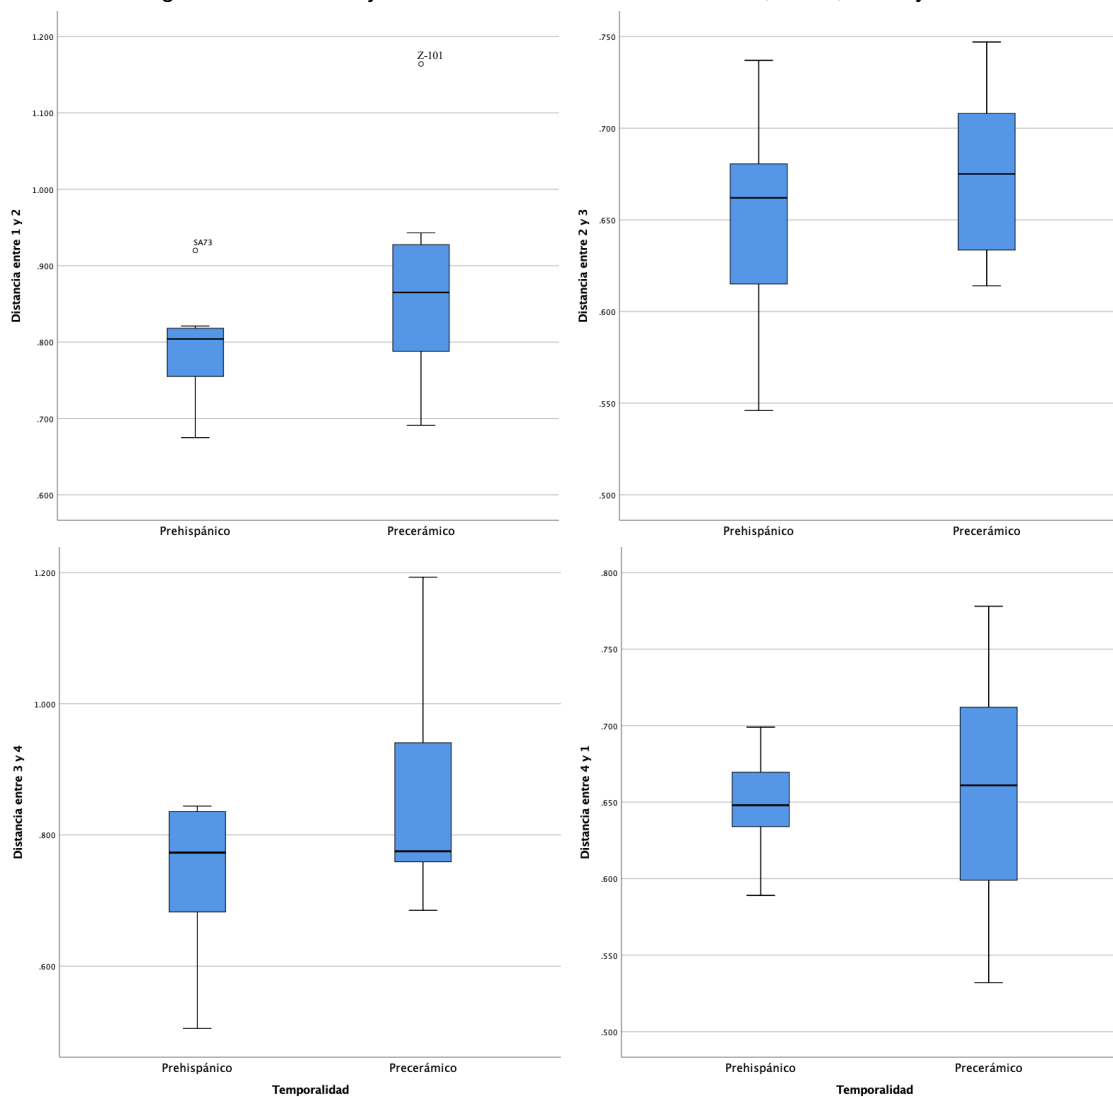 1.200
1.100
1.000
.900
.800
.700
.600
Distancia entre 1 y 2
Z-101
SA73
Prehispánico
Precerámico
.750
.700
.650
.600
.550
.500
Distancia entre 2 y 3
Prehispánico
Precerámico
1.200
1.000
.800
.600
Distancia entre 3 y 4
Prehispánico
Precerámico
Temporalidad
.800
.750
.700
.650
.600
.550
.500
Distancia entre 4 y 1
Prehispánico
Precerámico
Temporalidad